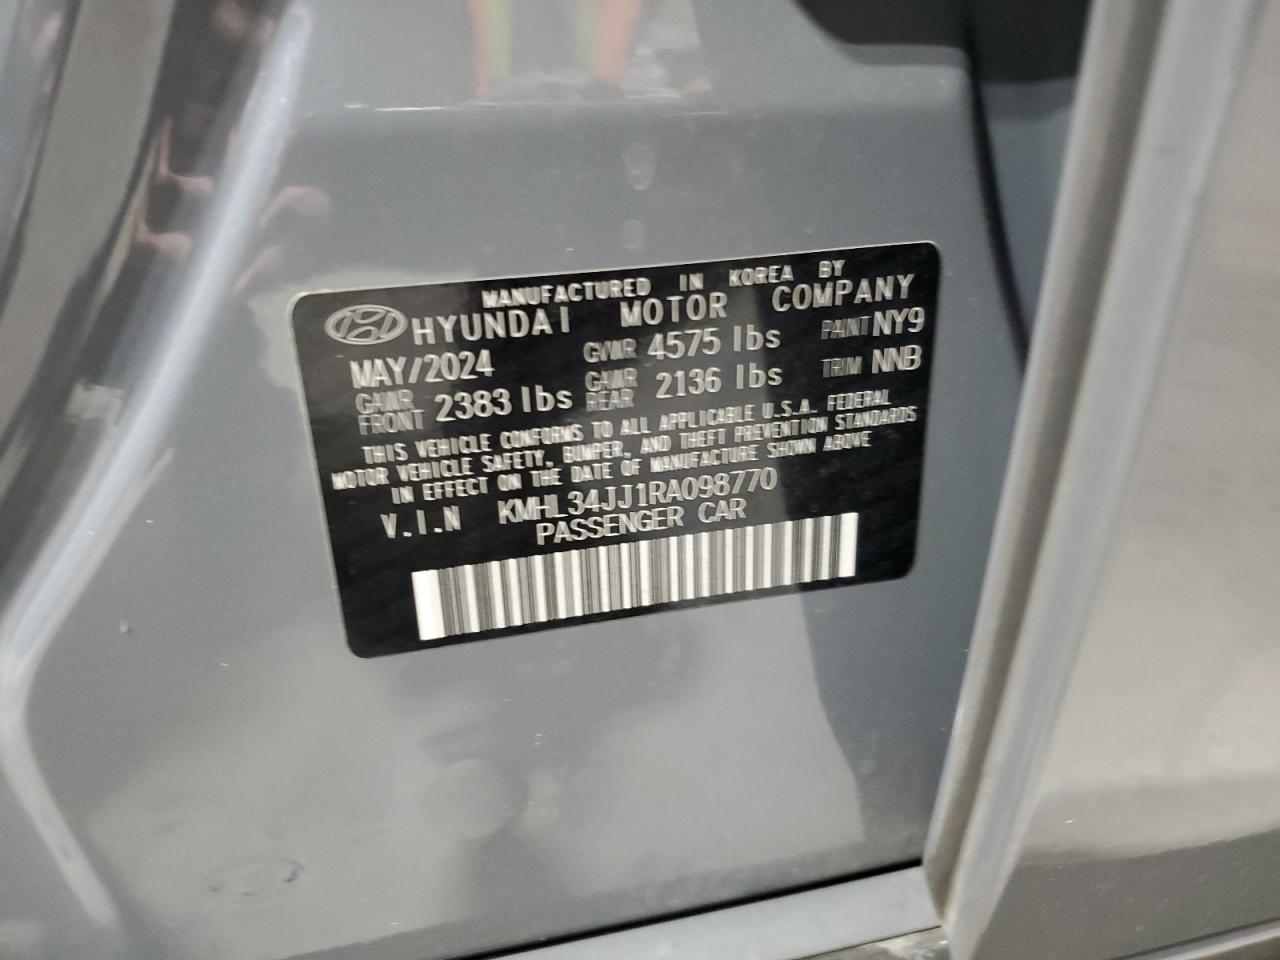 MANUFACTURED IN KOREA BY
HYUNDAI MOTOR COMPANY
MAY/2024 GVWR 4575 lbs PAINT NY9
GAWR FRONT 2383 lbs GAWR REAR 2136 lbs TRIM NNB
THIS VEHICLE CONFORMS TO ALL APPLICABLE U.S.A. FEDERAL
MOTOR VEHICLE SAFETY, BUMPER, AND THEFT PREVENTION STANDARDS
IN EFFECT ON THE DATE OF MANUFACTURE SHOWN ABOVE
V.I.N KMHL34JJ1RA098770
PASSENGER CAR